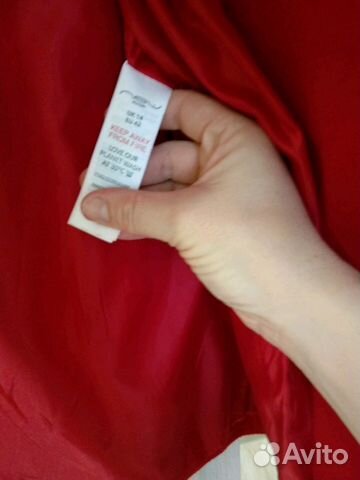 UK 14
EU 42
KEEP AWAY
FROM FIRE
LOVE OUR
PLANET WASH
AT 30°C
Avito